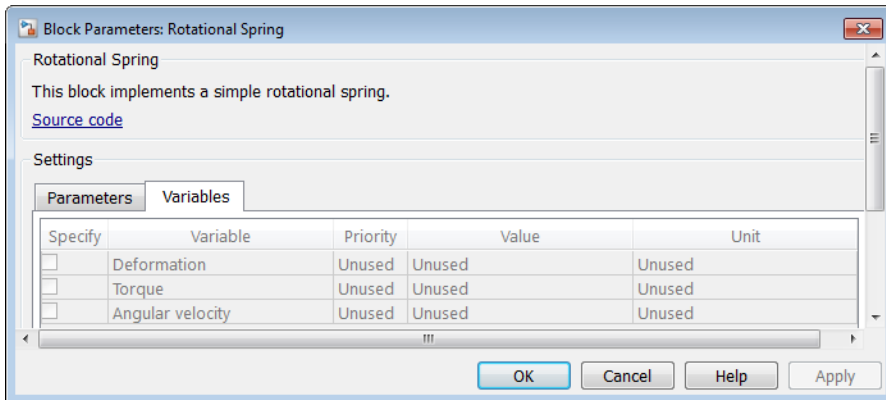 Block Parameters: Rotational Spring
Rotational Spring
This block implements a simple rotational spring.
Source code
Settings
Parameters Variables
Specify Variable Priority Value Unit
Deformation Unused Unused Unused
Torque Unused Unused Unused
Angular velocity Unused Unused Unused
OK Cancel Help Apply